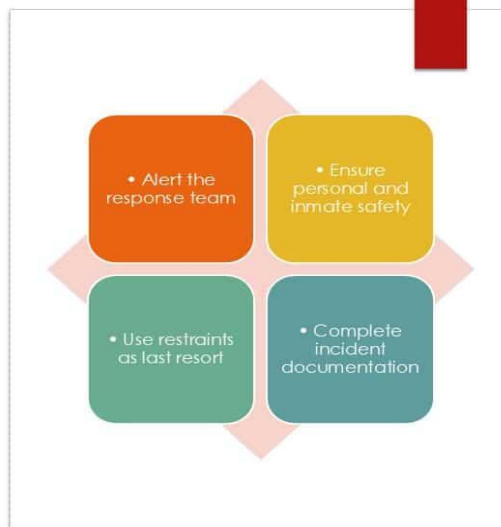 • Alert the
response team
• Ensure
personal and
inmate safety
• Use restraints
as last resort
• Complete
incident
documentation